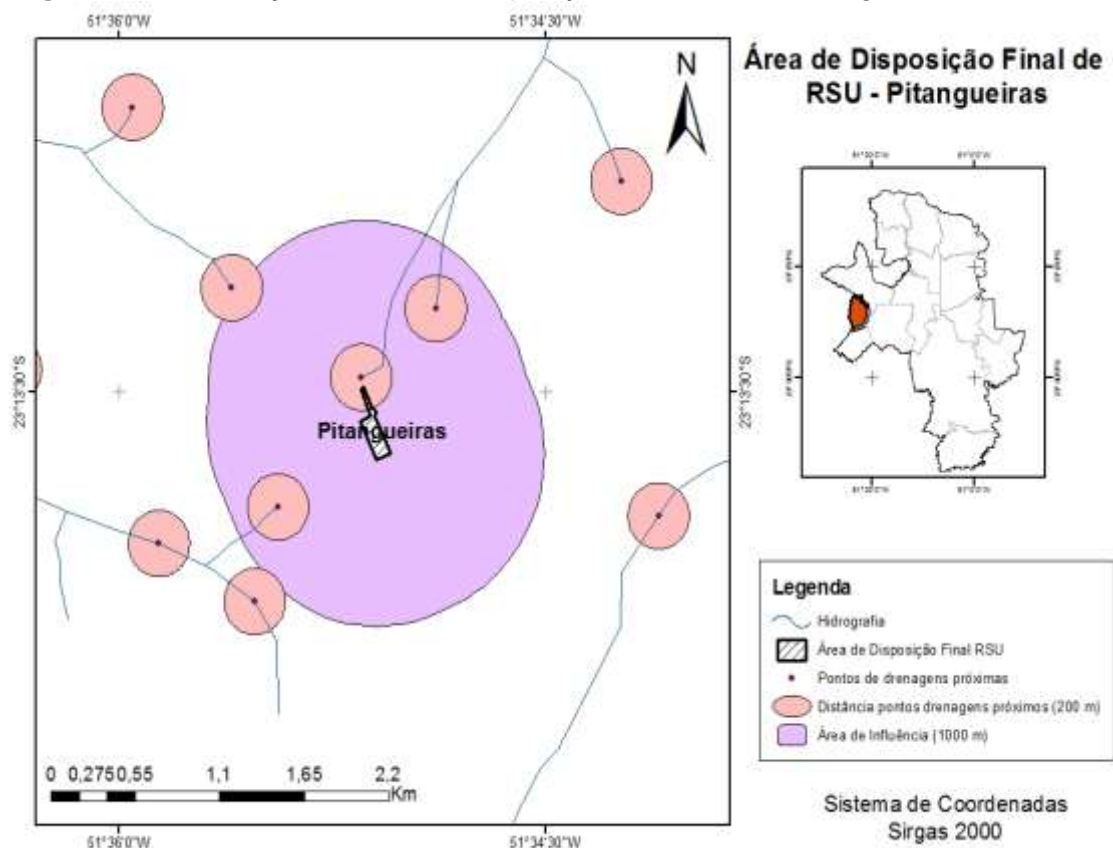 51°36'0"W
51°34'30"W
Área de Disposição Final de
RSU - Pitangueiras
N
23°13'30"S
23°13'30"S
Pitangueiras
Legenda
Hidrografia
Área de Disposição Final RSU
Pontos de drenagens próximas
Distância pontos drenagens próximos (200 m)
Área de Influência (1000 m)
0 0,275 0,55 1,1 1,65 2,2
Km
51°36'0"W
51°34'30"W
Sistema de Coordenadas
Sirgas 2000